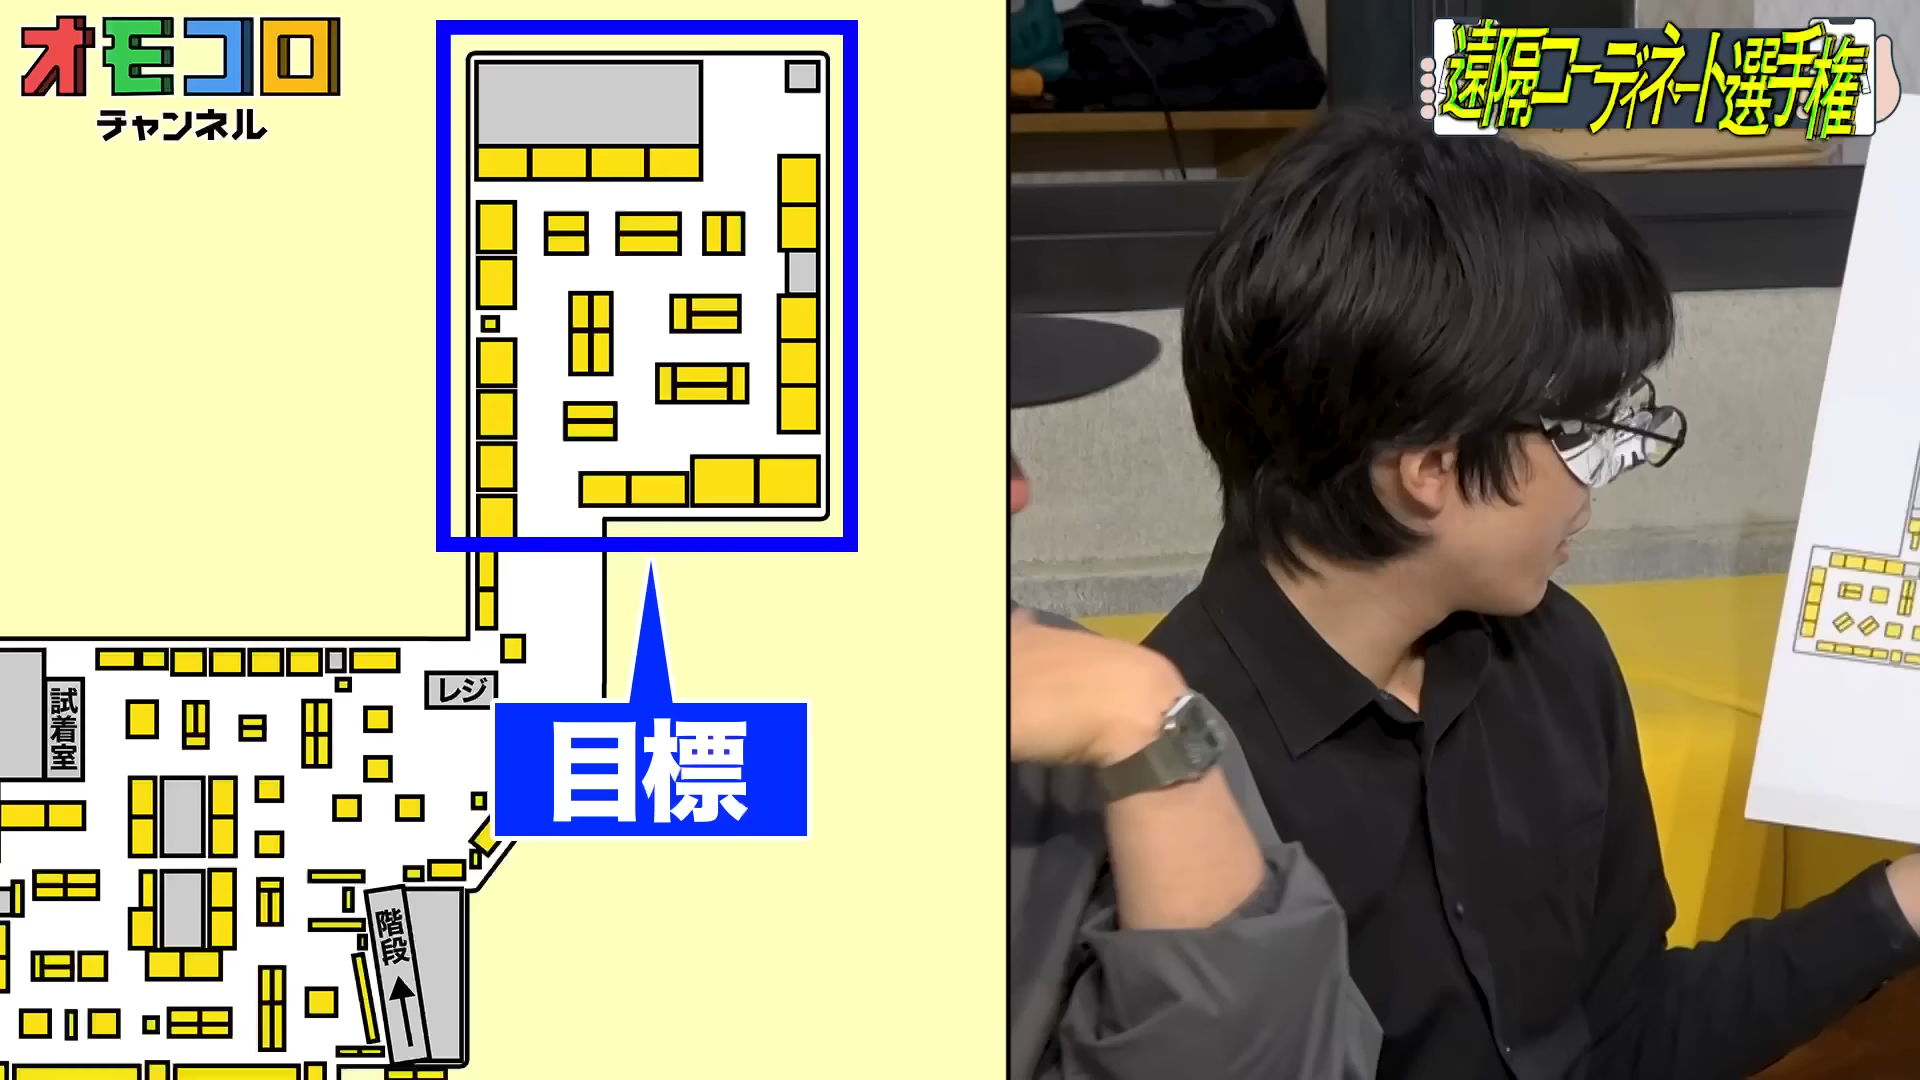 オモコロ
チャンネル
遠隔コーディネート選手権
レジ
試着室
目標
階段